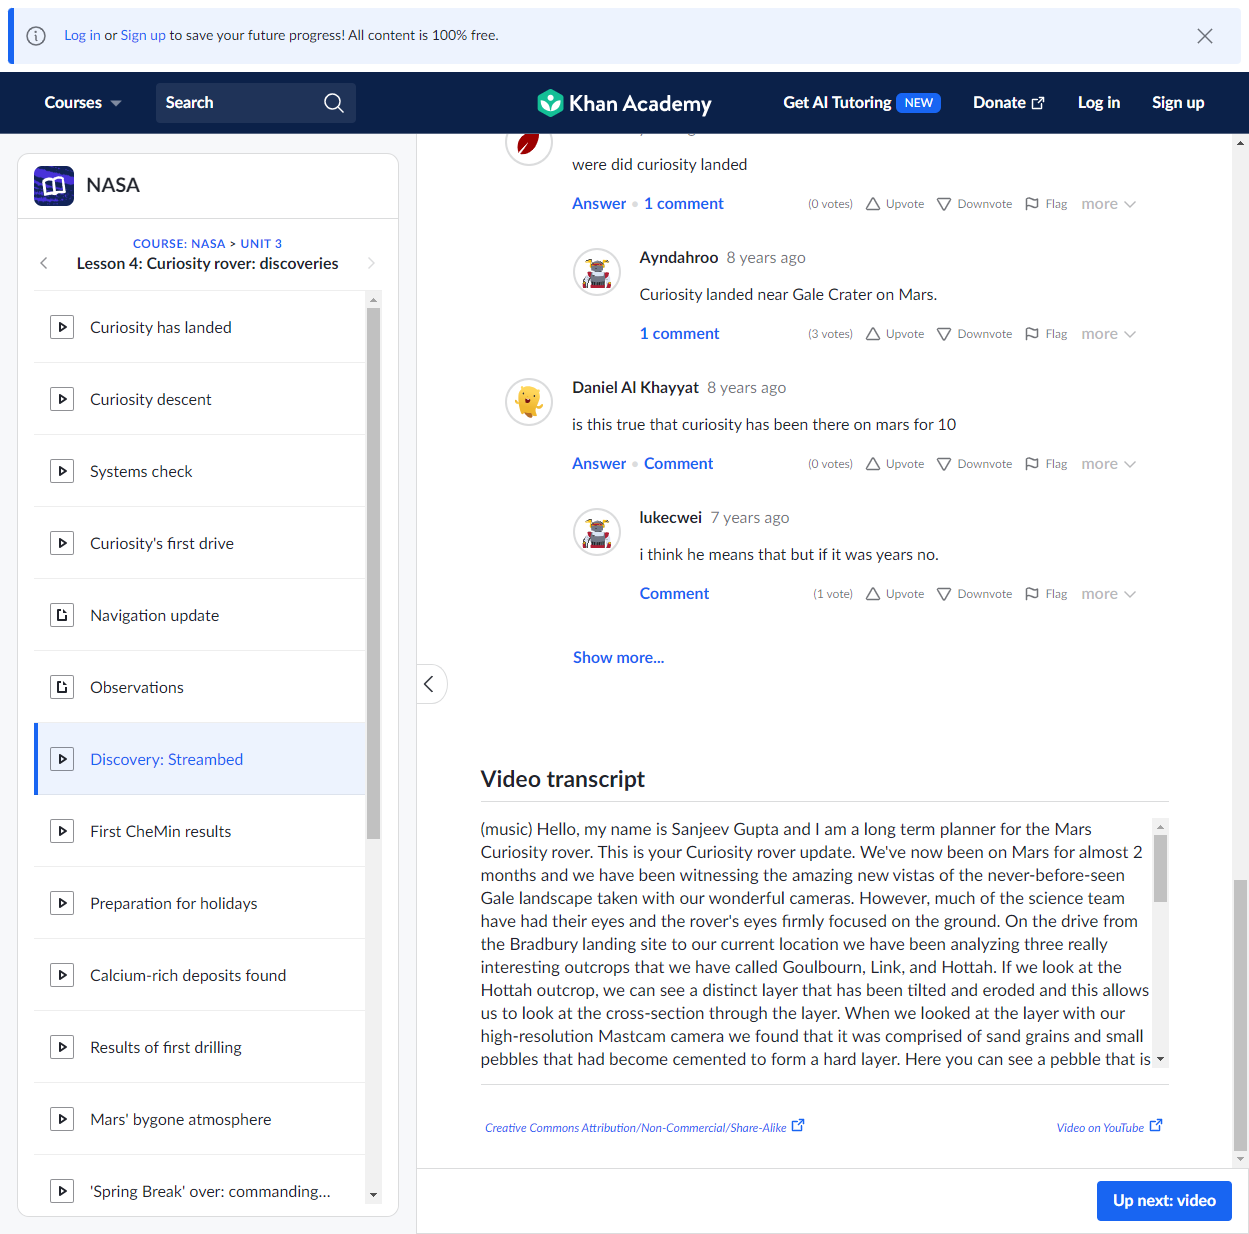 Log in or Sign up to save your future progress! All content is 100% free.
Courses
Search
Khan Academy
Get AI Tutoring NEW
Donate
Log in
Sign up
NASA
COURSE: NASA > UNIT 3
Lesson 4: Curiosity rover: discoveries
Curiosity has landed
Curiosity descent
Systems check
Curiosity's first drive
Navigation update
Observations
Discovery: Streambed
First CheMin results
Preparation for holidays
Calcium-rich deposits found
Results of first drilling
Mars' bygone atmosphere
'Spring Break' over: commanding...
were did curiosity landed
Answer • 1 comment (0 votes) Upvote Downvote Flag more
Ayndahroo 8 years ago
Curiosity landed near Gale Crater on Mars.
1 comment (3 votes) Upvote Downvote Flag more
Daniel Al Khayyat 8 years ago
is this true that curiosity has been there on mars for 10
Answer • Comment (0 votes) Upvote Downvote Flag more
lukecwei 7 years ago
i think he means that but if it was years no.
Comment (1 vote) Upvote Downvote Flag more
Show more...
Video transcript
(music) Hello, my name is Sanjeev Gupta and I am a long term planner for the Mars
Curiosity rover. This is your Curiosity rover update. We've now been on Mars for almost 2
months and we have been witnessing the amazing new vistas of the never-before-seen
Gale landscape taken with our wonderful cameras. However, much of the science team
have had their eyes and the rover's eyes firmly focused on the ground. On the drive from
the Bradbury landing site to our current location we have been analyzing three really
interesting outcrops that we have called Goulbourn, Link, and Hottah. If we look at the
Hottah outcrop, we can see a distinct layer that has been tilted and eroded and this allows
us to look at the cross-section through the layer. When we looked at the layer with our
high-resolution Mastcam camera we found that it was comprised of sand grains and small
pebbles that had become cemented to form a hard layer. Here you can see a pebble that is
Creative Commons Attribution/Non-Commercial/Share-Alike
Video on YouTube
Up next: video